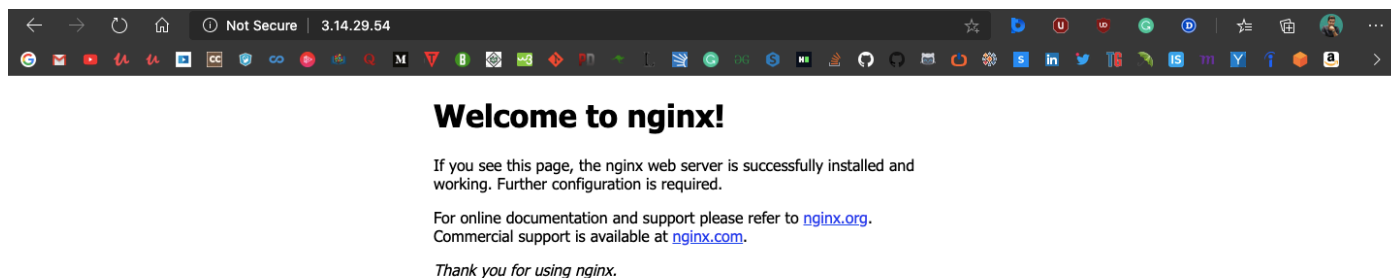 Not Secure 3.14.29.54
Welcome to nginx!
If you see this page, the nginx web server is successfully installed and
working. Further configuration is required.
For online documentation and support please refer to nginx.org.
Commercial support is available at nginx.com.
Thank you for using nginx.